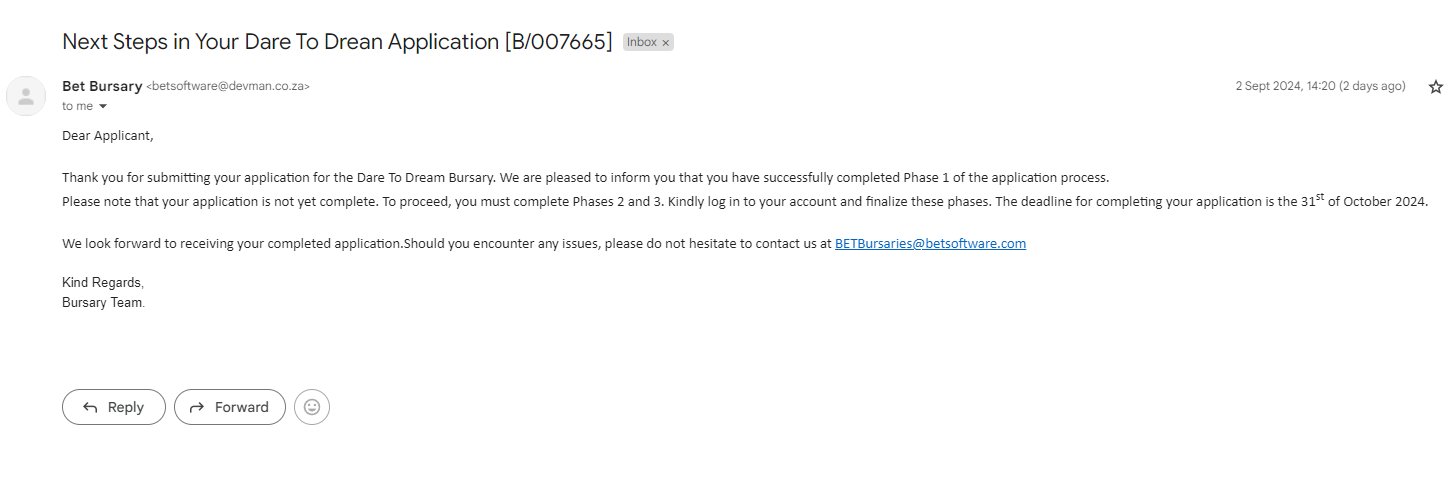 Next Steps in Your Dare To Drean Application [B/007665] Inbox ×
Bet Bursary <betsoftware@devman.co.za> 2 Sept 2024, 14:20 (2 days ago)
to me
Dear Applicant,
Thank you for submitting your application for the Dare To Dream Bursary. We are pleased to inform you that you have successfully completed Phase 1 of the application process.
Please note that your application is not yet complete. To proceed, you must complete Phases 2 and 3. Kindly log in to your account and finalize these phases. The deadline for completing your application is the 31st of October 2024.
We look forward to receiving your completed application.Should you encounter any issues, please do not hesitate to contact us at BETBursaries@betsoftware.com
Kind Regards,
Bursary Team.
Reply Forward